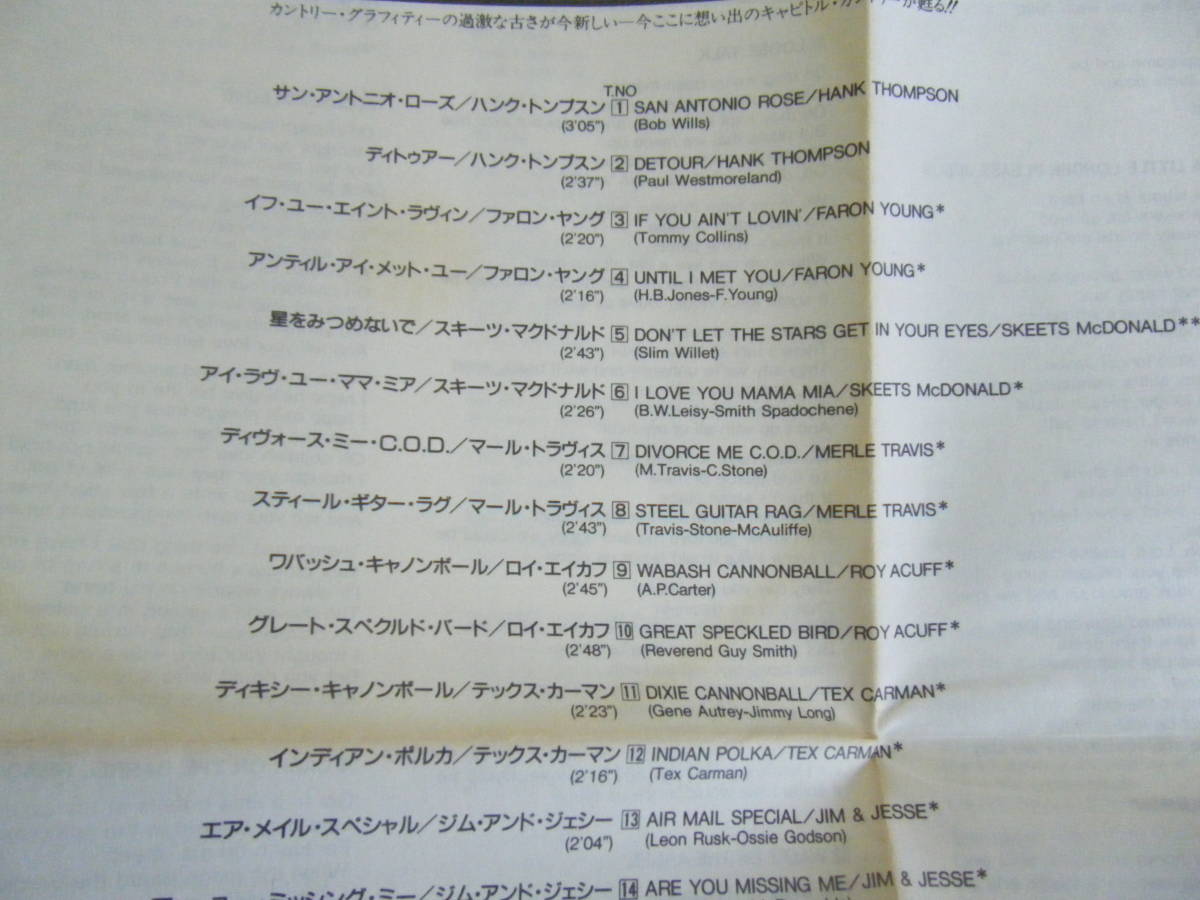 カントリー・グラフィティーの過激な古さが今新しい—今ここに想い出のキャピトル・カントリーが甦る!!
T.NO
サン・アントニオ・ローズ／ハンク・トンプスン 1 SAN ANTONIO ROSE/HANK THOMPSON
(3'05") (Bob Wills)
ディトゥアー／ハンク・トンプスン 2 DETOUR/HANK THOMPSON
(2'37") (Paul Westmoreland)
イフ・ユー・エイント・ラヴィン／ファロン・ヤング 3 IF YOU AIN'T LOVIN'/FARON YOUNG*
(2'20") (Tommy Collins)
アンティル・アイ・メット・ユー／ファロン・ヤング 4 UNTIL I MET YOU/FARON YOUNG*
(2'16") (H.B.Jones-F.Young)
星をみつめないで／スキーツ・マクドナルド 5 DON'T LET THE STARS GET IN YOUR EYES/SKEETS McDONALD**
(2'43") (Slim Willet)
アイ・ラヴ・ユー・ママ・ミア／スキーツ・マクドナルド 6 I LOVE YOU MAMA MIA/SKEETS McDONALD*
(2'26") (B.W.Leisy-Smith Spadochene)
ディヴォース・ミー・C.O.D.／マール・トラヴィス 7 DIVORCE ME C.O.D./MERLE TRAVIS*
(2'20") (M.Travis-C.Stone)
スティール・ギター・ラグ／マール・トラヴィス 8 STEEL GUITAR RAG/MERLE TRAVIS*
(2'43") (Travis-Stone-McAuliffe)
ワバッシュ・キャノンボール／ロイ・エイカフ 9 WABASH CANNONBALL/ROY ACUFF*
(2'45") (A.P.Carter)
グレート・スペクルド・バード／ロイ・エイカフ 10 GREAT SPECKLED BIRD/ROY ACUFF*
(2'48") (Reverend Guy Smith)
ディキシー・キャノンボール／テックス・カーマン 11 DIXIE CANNONBALL/TEX CARMAN*
(2'23") (Gene Autrey-Jimmy Long)
インディアン・ポルカ／テックス・カーマン 12 INDIAN POLKA/TEX CARMAN*
(2'16") (Tex Carman)
エア・メイル・スペシャル／ジム・アンド・ジェシー 13 AIR MAIL SPECIAL/JIM & JESSE*
(2'04") (Leon Rusk-Ossie Godson)
ミッシング・ミー／ジム・アンド・ジェシー 14 ARE YOU MISSING ME/JIM & JESSE*